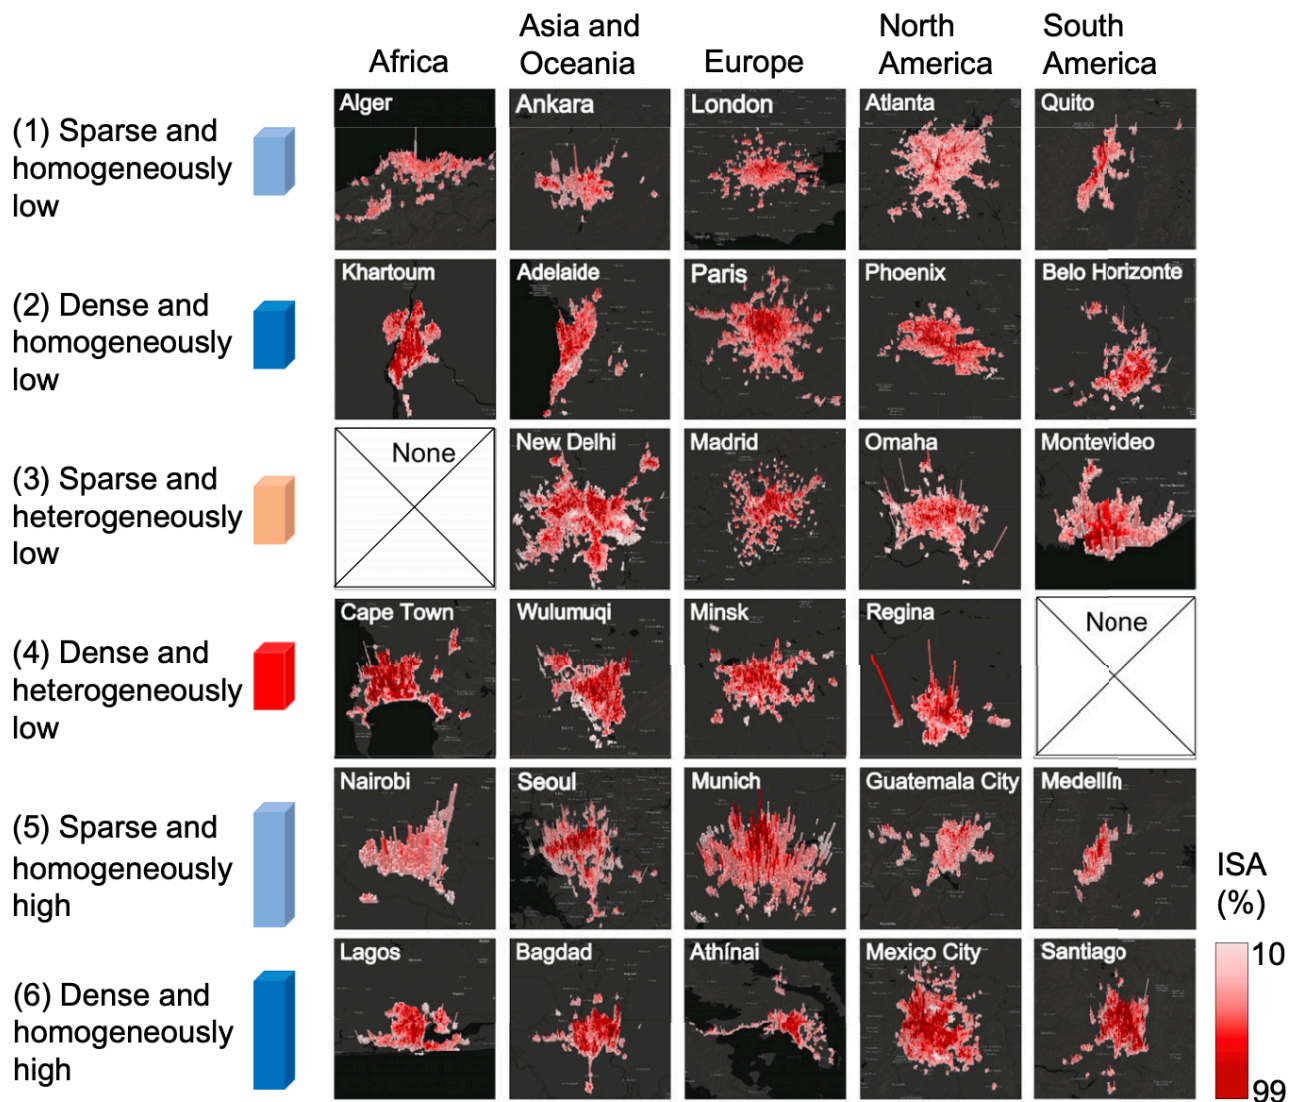 Africa
Asia and
Oceania
Europe
North
America
South
America
(1) Sparse and
homogeneously
low
Alger
Ankara
London
Atlanta
Quito
(2) Dense and
homogeneously
low
Khartoum
Adelaide
Paris
Phoenix
Belo Horizonte
(3) Sparse and
heterogeneously
low
None
New Delhi
Madrid
Omaha
Montevideo
(4) Dense and
heterogeneously
low
Cape Town
Wulumuqi
Minsk
Regina
None
(5) Sparse and
homogeneously
high
Nairobi
Seoul
Munich
Guatemala City
Medellín
(6) Dense and
homogeneously
high
Lagos
Bagdad
Athínai
Mexico City
Santiago
ISA
(%)
10
99